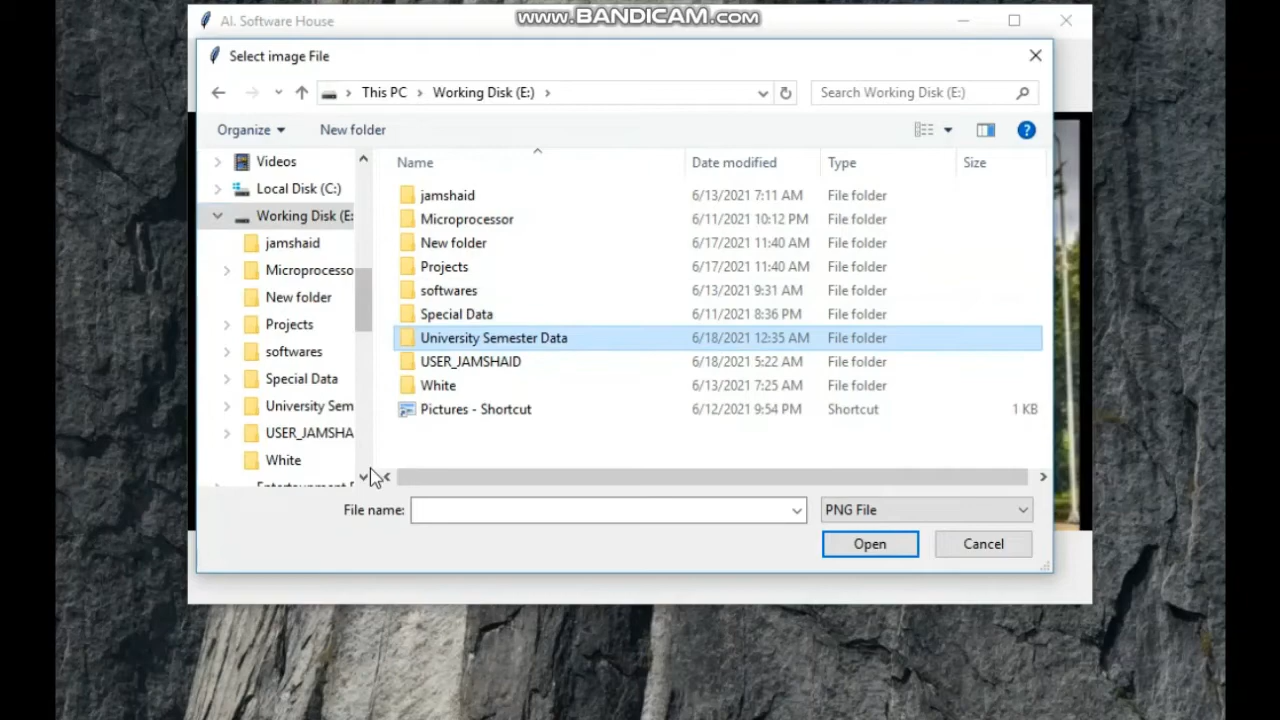 AI. Software House
www.BANDICAM.com
Select image File
This PC > Working Disk (E:) >
Search Working Disk (E:)
Organize
New folder
Name
Date modified
Type
Size
Videos
Local Disk (C:)
Working Disk (E:
jamshaid
Microprocesso
New folder
Projects
softwares
Special Data
University Sem
USER_JAMSHA
White
jamshaid 6/13/2021 7:11 AM File folder
Microprocessor 6/11/2021 10:12 PM File folder
New folder 6/17/2021 11:40 AM File folder
Projects 6/17/2021 11:40 AM File folder
softwares 6/13/2021 9:31 AM File folder
Special Data 6/11/2021 8:36 PM File folder
University Semester Data 6/18/2021 12:35 AM File folder
USER_JAMSHAID 6/18/2021 5:22 AM File folder
White 6/13/2021 7:25 AM File folder
Pictures - Shortcut 6/12/2021 9:54 PM Shortcut 1 KB
File name:
PNG File
Open
Cancel